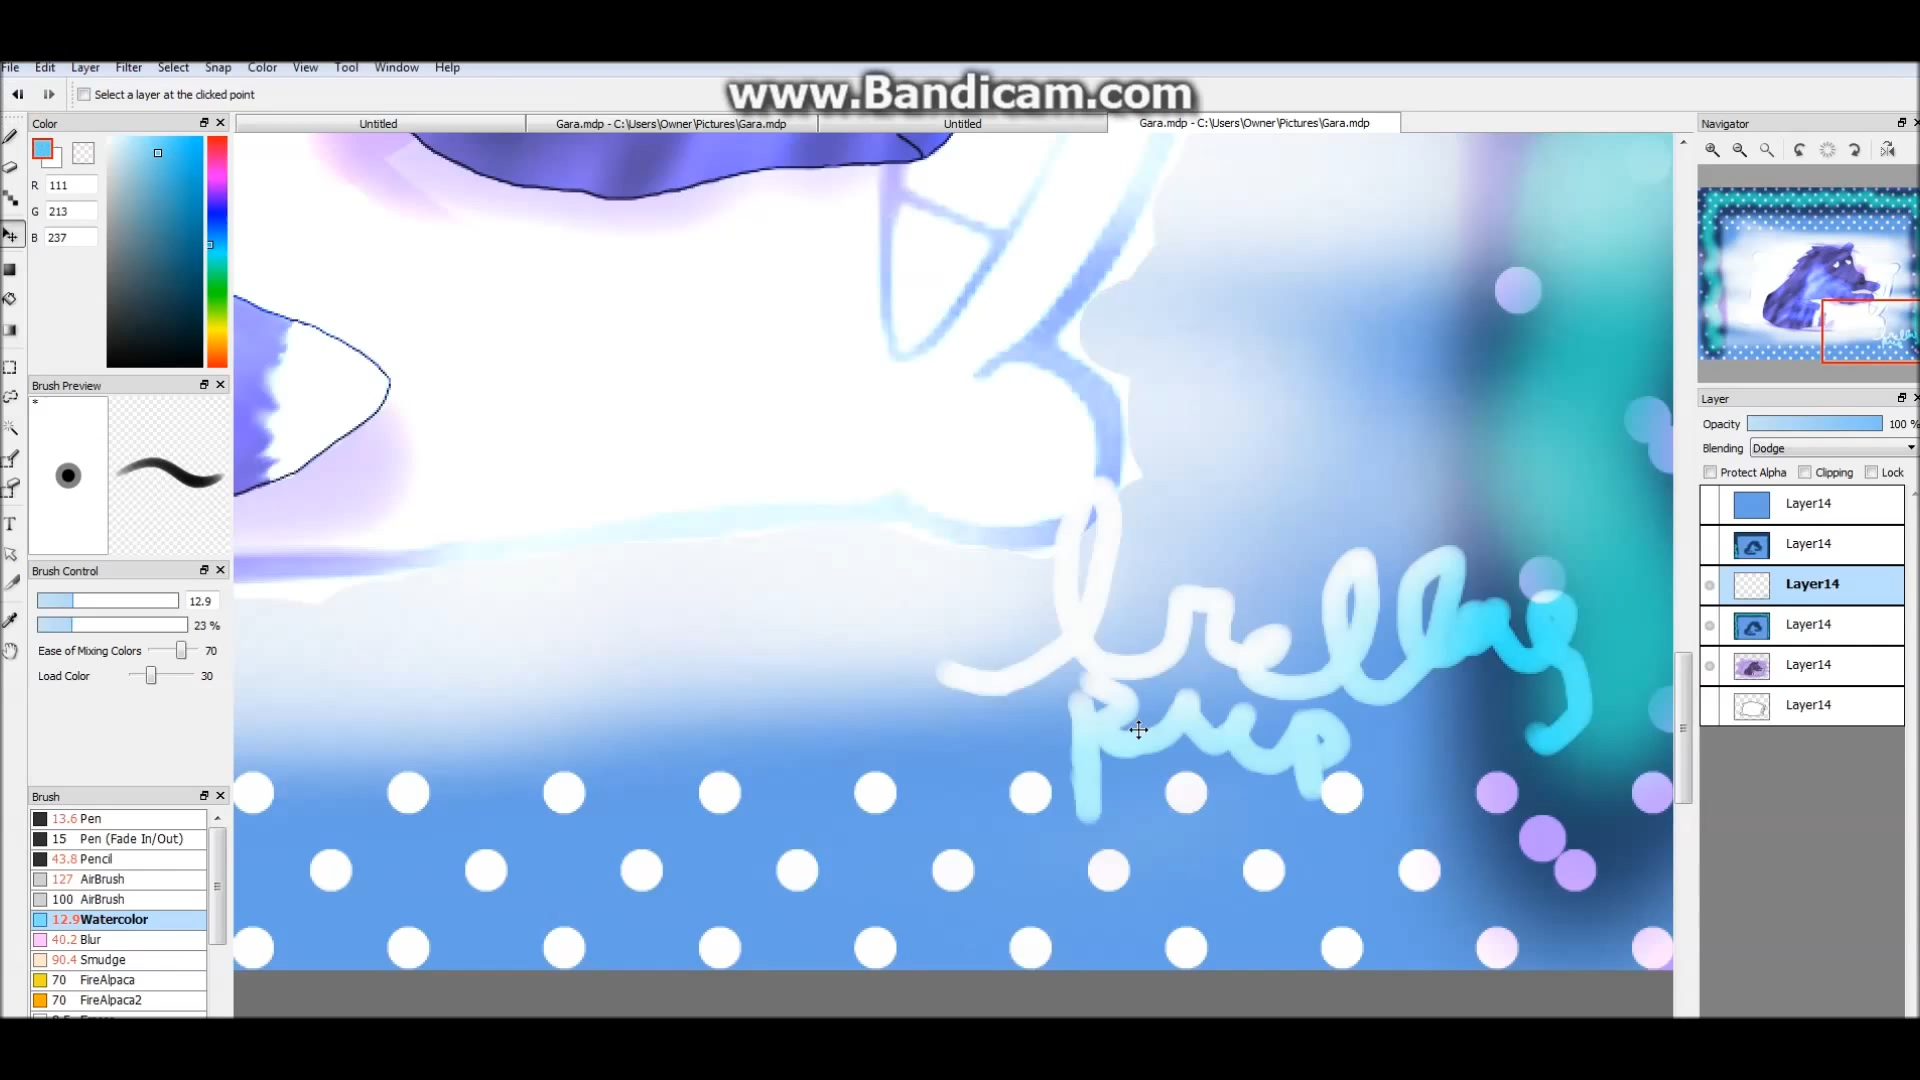 www.Bandicam.com
File Edit Layer Filter Select Snap Color View Tool Window Help
Select a layer at the clicked point
Color
Untitled
Gara.mdp - C:\Users\Owner\Pictures\Gara.mdp
Untitled
Gara.mdp - C:\Users\Owner\Pictures\Gara.mdp
Navigator
R 111
G 213
B 237
Brush Preview
*
Brush Control
12.9
23 %
Ease of Mixing Colors 70
Load Color 30
Brush
13.6 Pen
15 Pen (Fade In/Out)
43.8 Pencil
127 AirBrush
100 AirBrush
12.9 Watercolor
40.2 Blur
90.4 Smudge
70 FireAlpaca
70 FireAlpaca2
T
pup
Layer
Opacity 100 %
Blending Dodge
Protect Alpha Clipping Lock
Layer14
Layer14
Layer14
Layer14
Layer14
Layer14